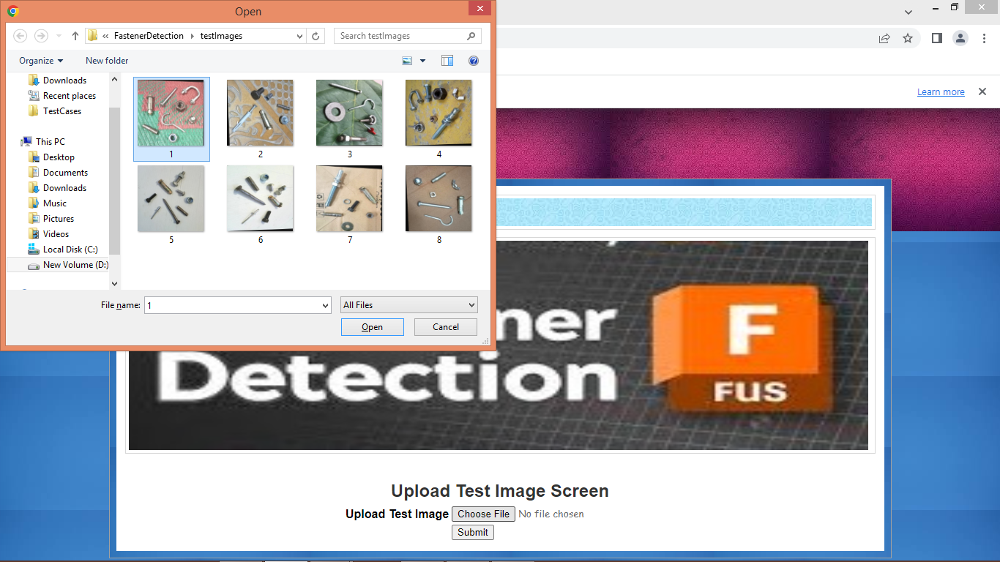 Open
« FastenerDetection › testImages
Search testImages
Organize
New folder
Downloads
Recent places
TestCases
This PC
Desktop
Documents
Downloads
Music
Pictures
Videos
Local Disk (C:)
New Volume (D:)
1
2
3
4
5
6
7
8
File name:
1
All Files
Open
Cancel
Learn more
ner
Detection
F
FUS
Upload Test Image Screen
Upload Test Image
Choose File
No file chosen
Submit